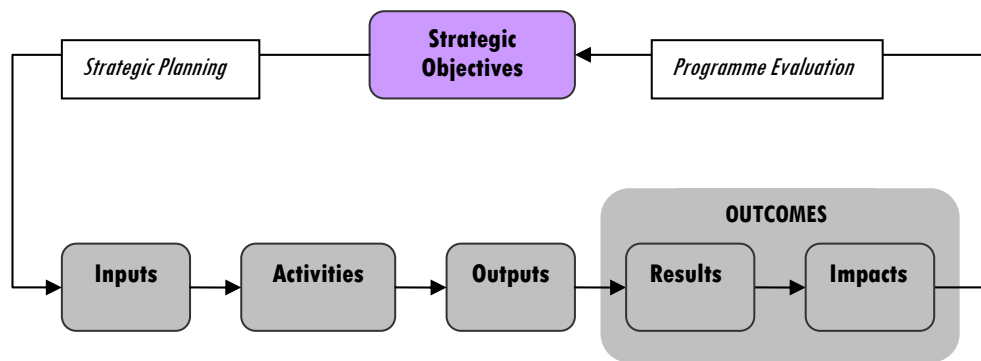 Strategic Planning
Strategic
Objectives
Programme Evaluation
OUTCOMES
Inputs
Activities
Outputs
Results
Impacts